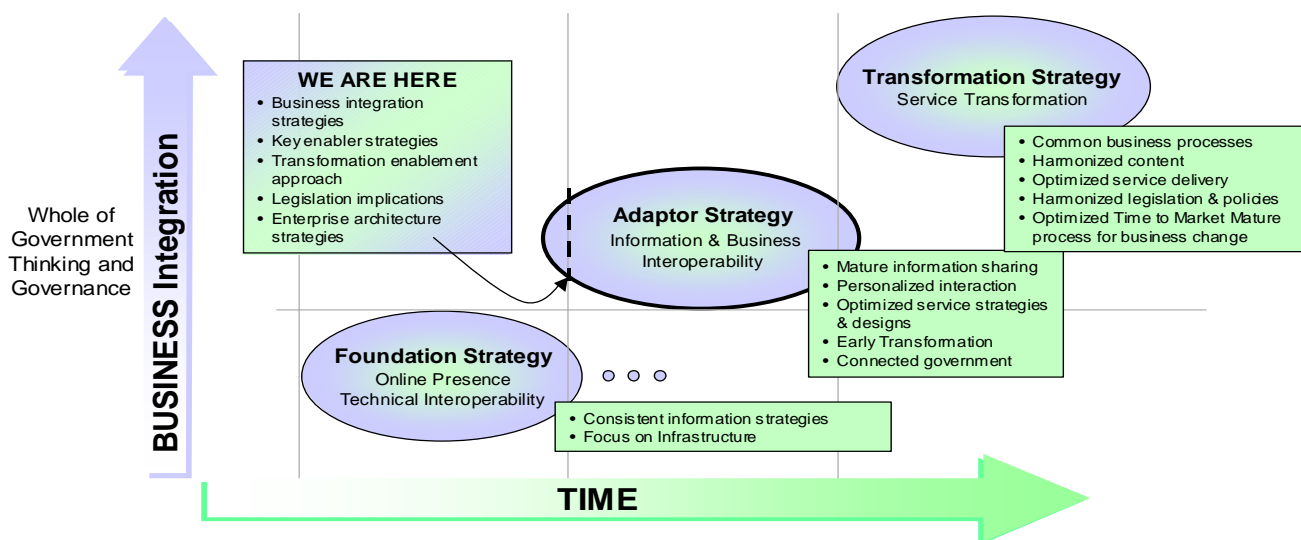 WE ARE HERE
• Business integration
strategies
• Key enabler strategies
• Transformation enablement
approach
• Legislation implications
• Enterprise architecture
strategies
Transformation Strategy
Service Transformation
• Common business processes
• Harmonized content
• Optimized service delivery
• Harmonized legislation & policies
• Optimized Time to Market Mature
process for business change
Whole of
Government
Thinking and
Governance
BUSINESS Integration
Adaptor Strategy
Information & Business
Interoperability
• Mature information sharing
• Personalized interaction
• Optimized service strategies
& designs
• Early Transformation
• Connected government
Foundation Strategy
Online Presence
Technical Interoperability
• Consistent information strategies
• Focus on Infrastructure
TIME